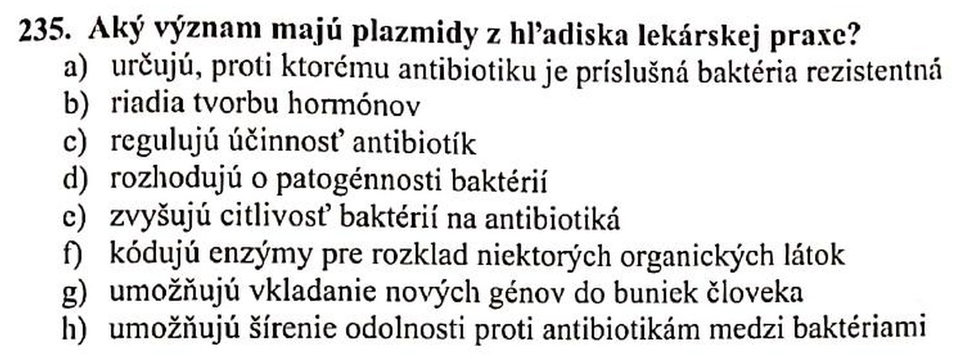 235. Aký význam majú plazmidy z hľadiska lekárskej praxe?
a) určujú, proti ktorému antibiotiku je príslušná baktéria rezistentná
b) riadia tvorbu hormónov
c) regulujú účinnosť antibiotík
d) rozhodujú o patogénnosti baktérií
e) zvyšujú citlivosť baktérií na antibiotiká
f) kódujú enzýmy pre rozklad niektorých organických látok
g) umožňujú vkladanie nových génov do buniek človeka
h) umožňujú šírenie odolnosti proti antibiotikám medzi baktériami